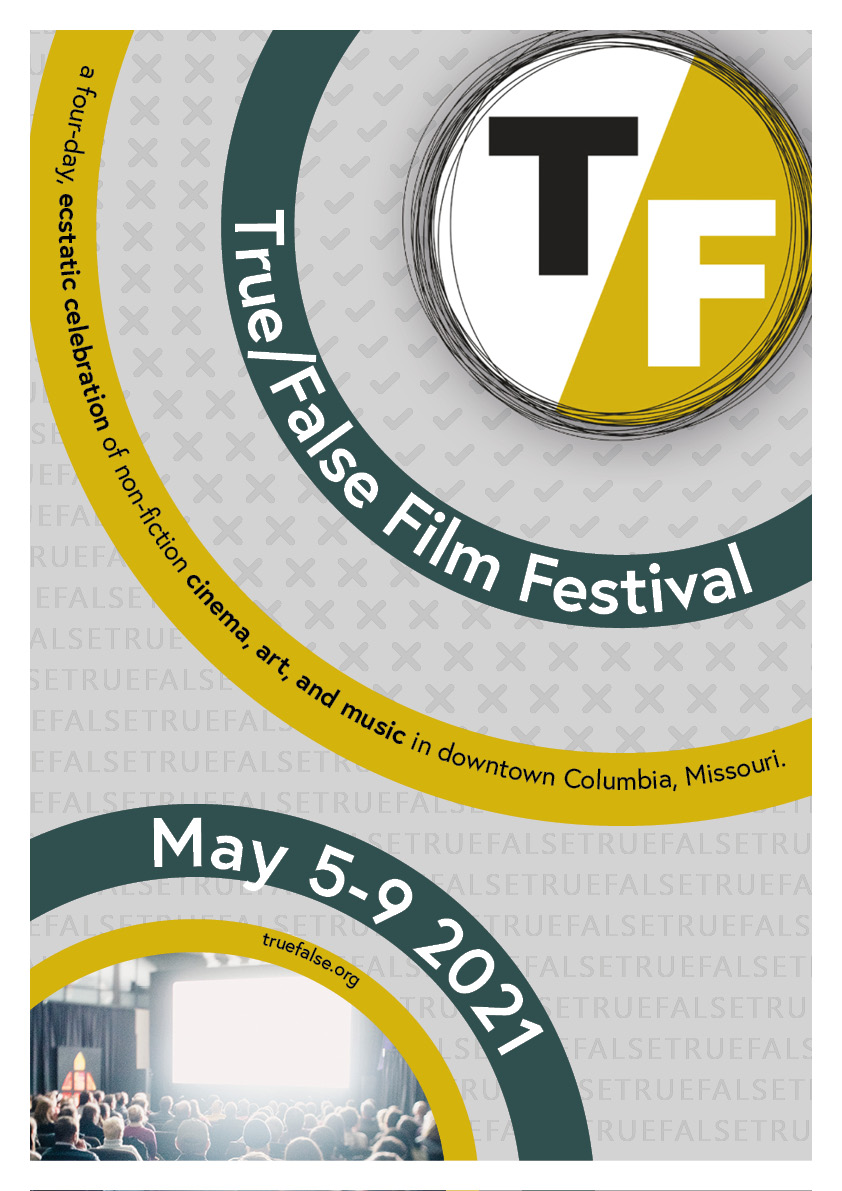 T
F
True/False Film Festival
a four-day, ecstatic celebration of non-fiction cinema, art, and music in downtown Columbia, Missouri.
May 5-9 2021
truefalse.org